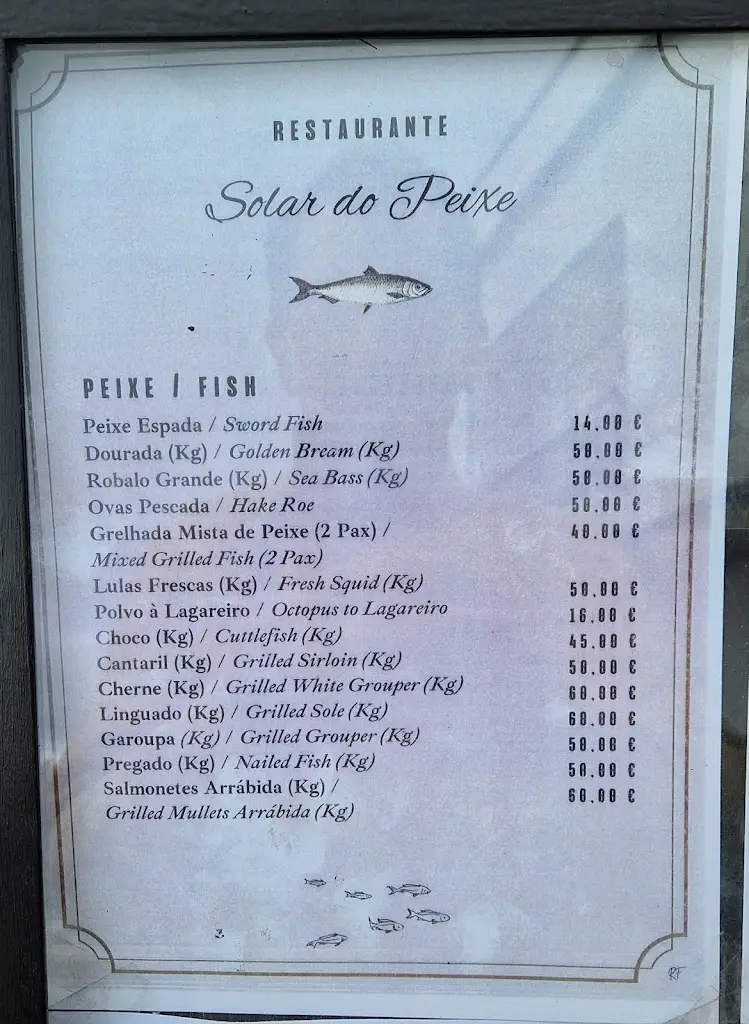 RESTAURANTE
Solar do Peixe
PEIXE / FISH
Peixe Espada / Sword Fish 14.00 €
Dourada (Kg) / Golden Bream (Kg) 50.00 €
Robalo Grande (Kg) / Sea Bass (Kg) 50.00 €
Ovas Pescada / Hake Roe 50.00 €
Grelhada Mista de Peixe (2 Pax) / 40.00 €
Mixed Grilled Fish (2 Pax)
Lulas Frescas (Kg) / Fresh Squid (Kg) 50.00 €
Polvo à Lagareiro / Octopus to Lagareiro 16.00 €
Choco (Kg) / Cuttlefish (Kg) 45.00 €
Cantaril (Kg) / Grilled Sirloin (Kg) 50.00 €
Cherne (Kg) / Grilled White Grouper (Kg) 60.00 €
Linguado (Kg) / Grilled Sole (Kg) 60.00 €
Garoupa (Kg) / Grilled Grouper (Kg) 50.00 €
Pregado (Kg) / Nailed Fish (Kg) 50.00 €
Salmonetes Arrábida (Kg) / 60.00 €
Grilled Mullets Arrábida (Kg)
RF